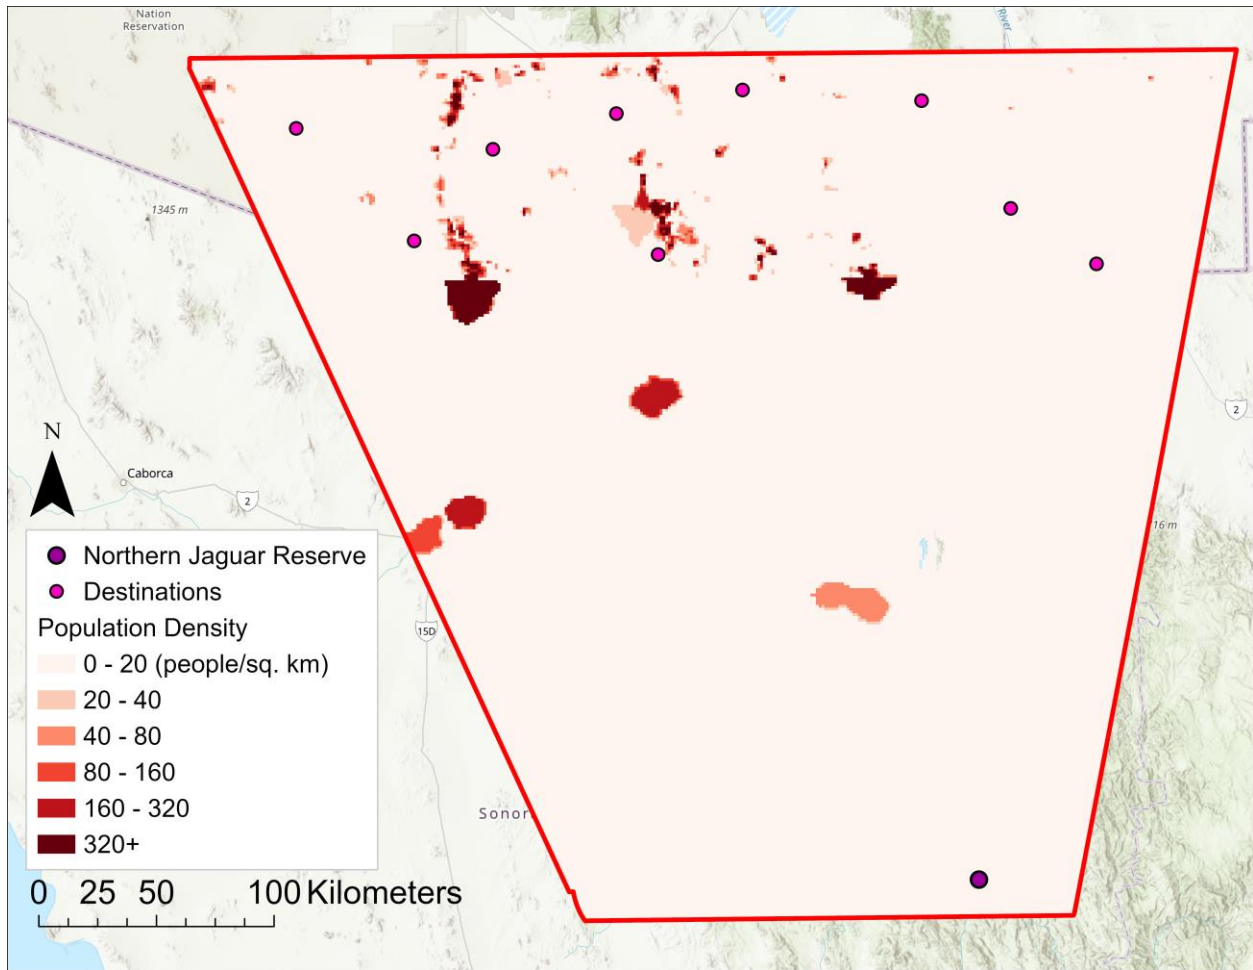 Nation
Reservation
River
1345 m
2
N
Caborca
2
16 m
Northern Jaguar Reserve
Destinations
Population Density
0 - 20 (people/sq. km)
20 - 40
40 - 80
80 - 160
160 - 320
320+
15D
Sonor
0 25 50 100 Kilometers